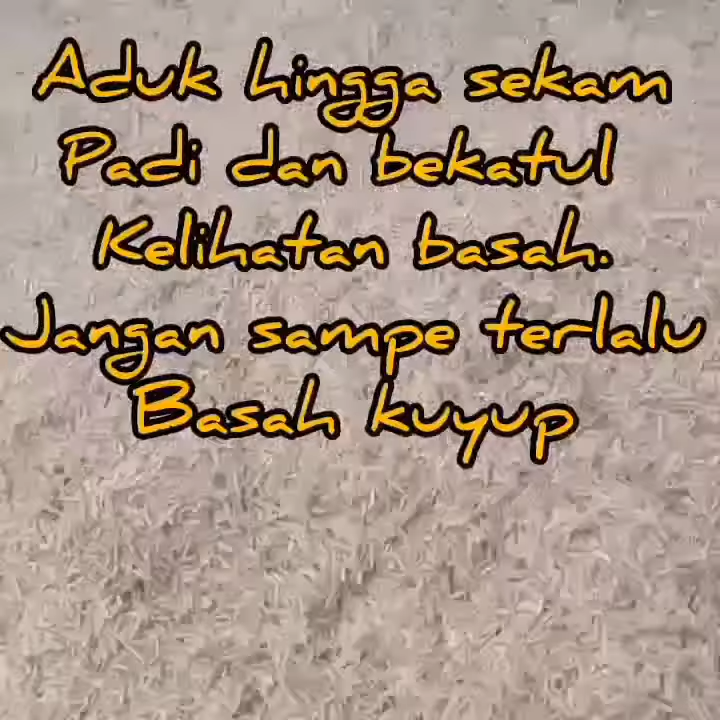 Aduk hingga sekam
Padi dan bekatul
Kelihatan basah.
Jangan sampe terlalu
Basah kuyup